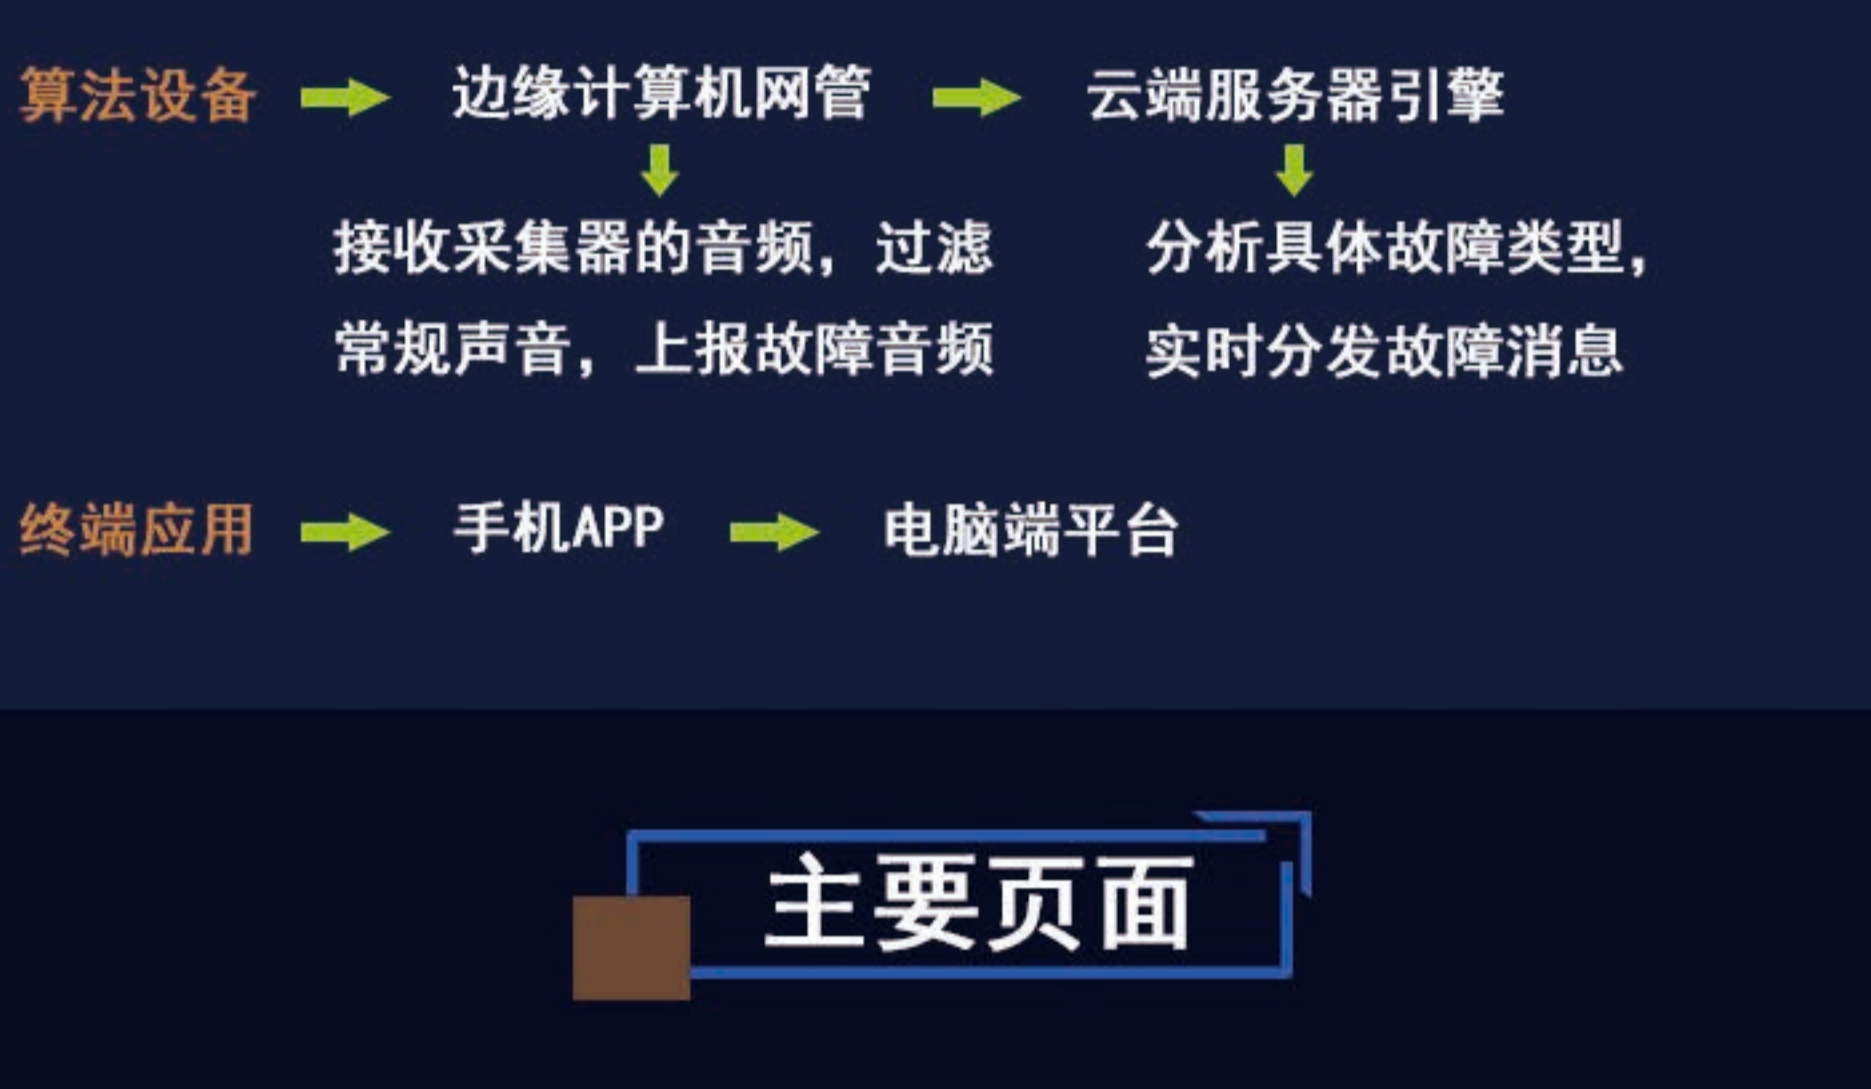 算法设备 边缘计算机网管 云端服务器引擎
接收采集器的音频，过滤
常规声音，上报故障音频
分析具体故障类型，
实时分发故障消息
终端应用 手机APP 电脑端平台
主要页面